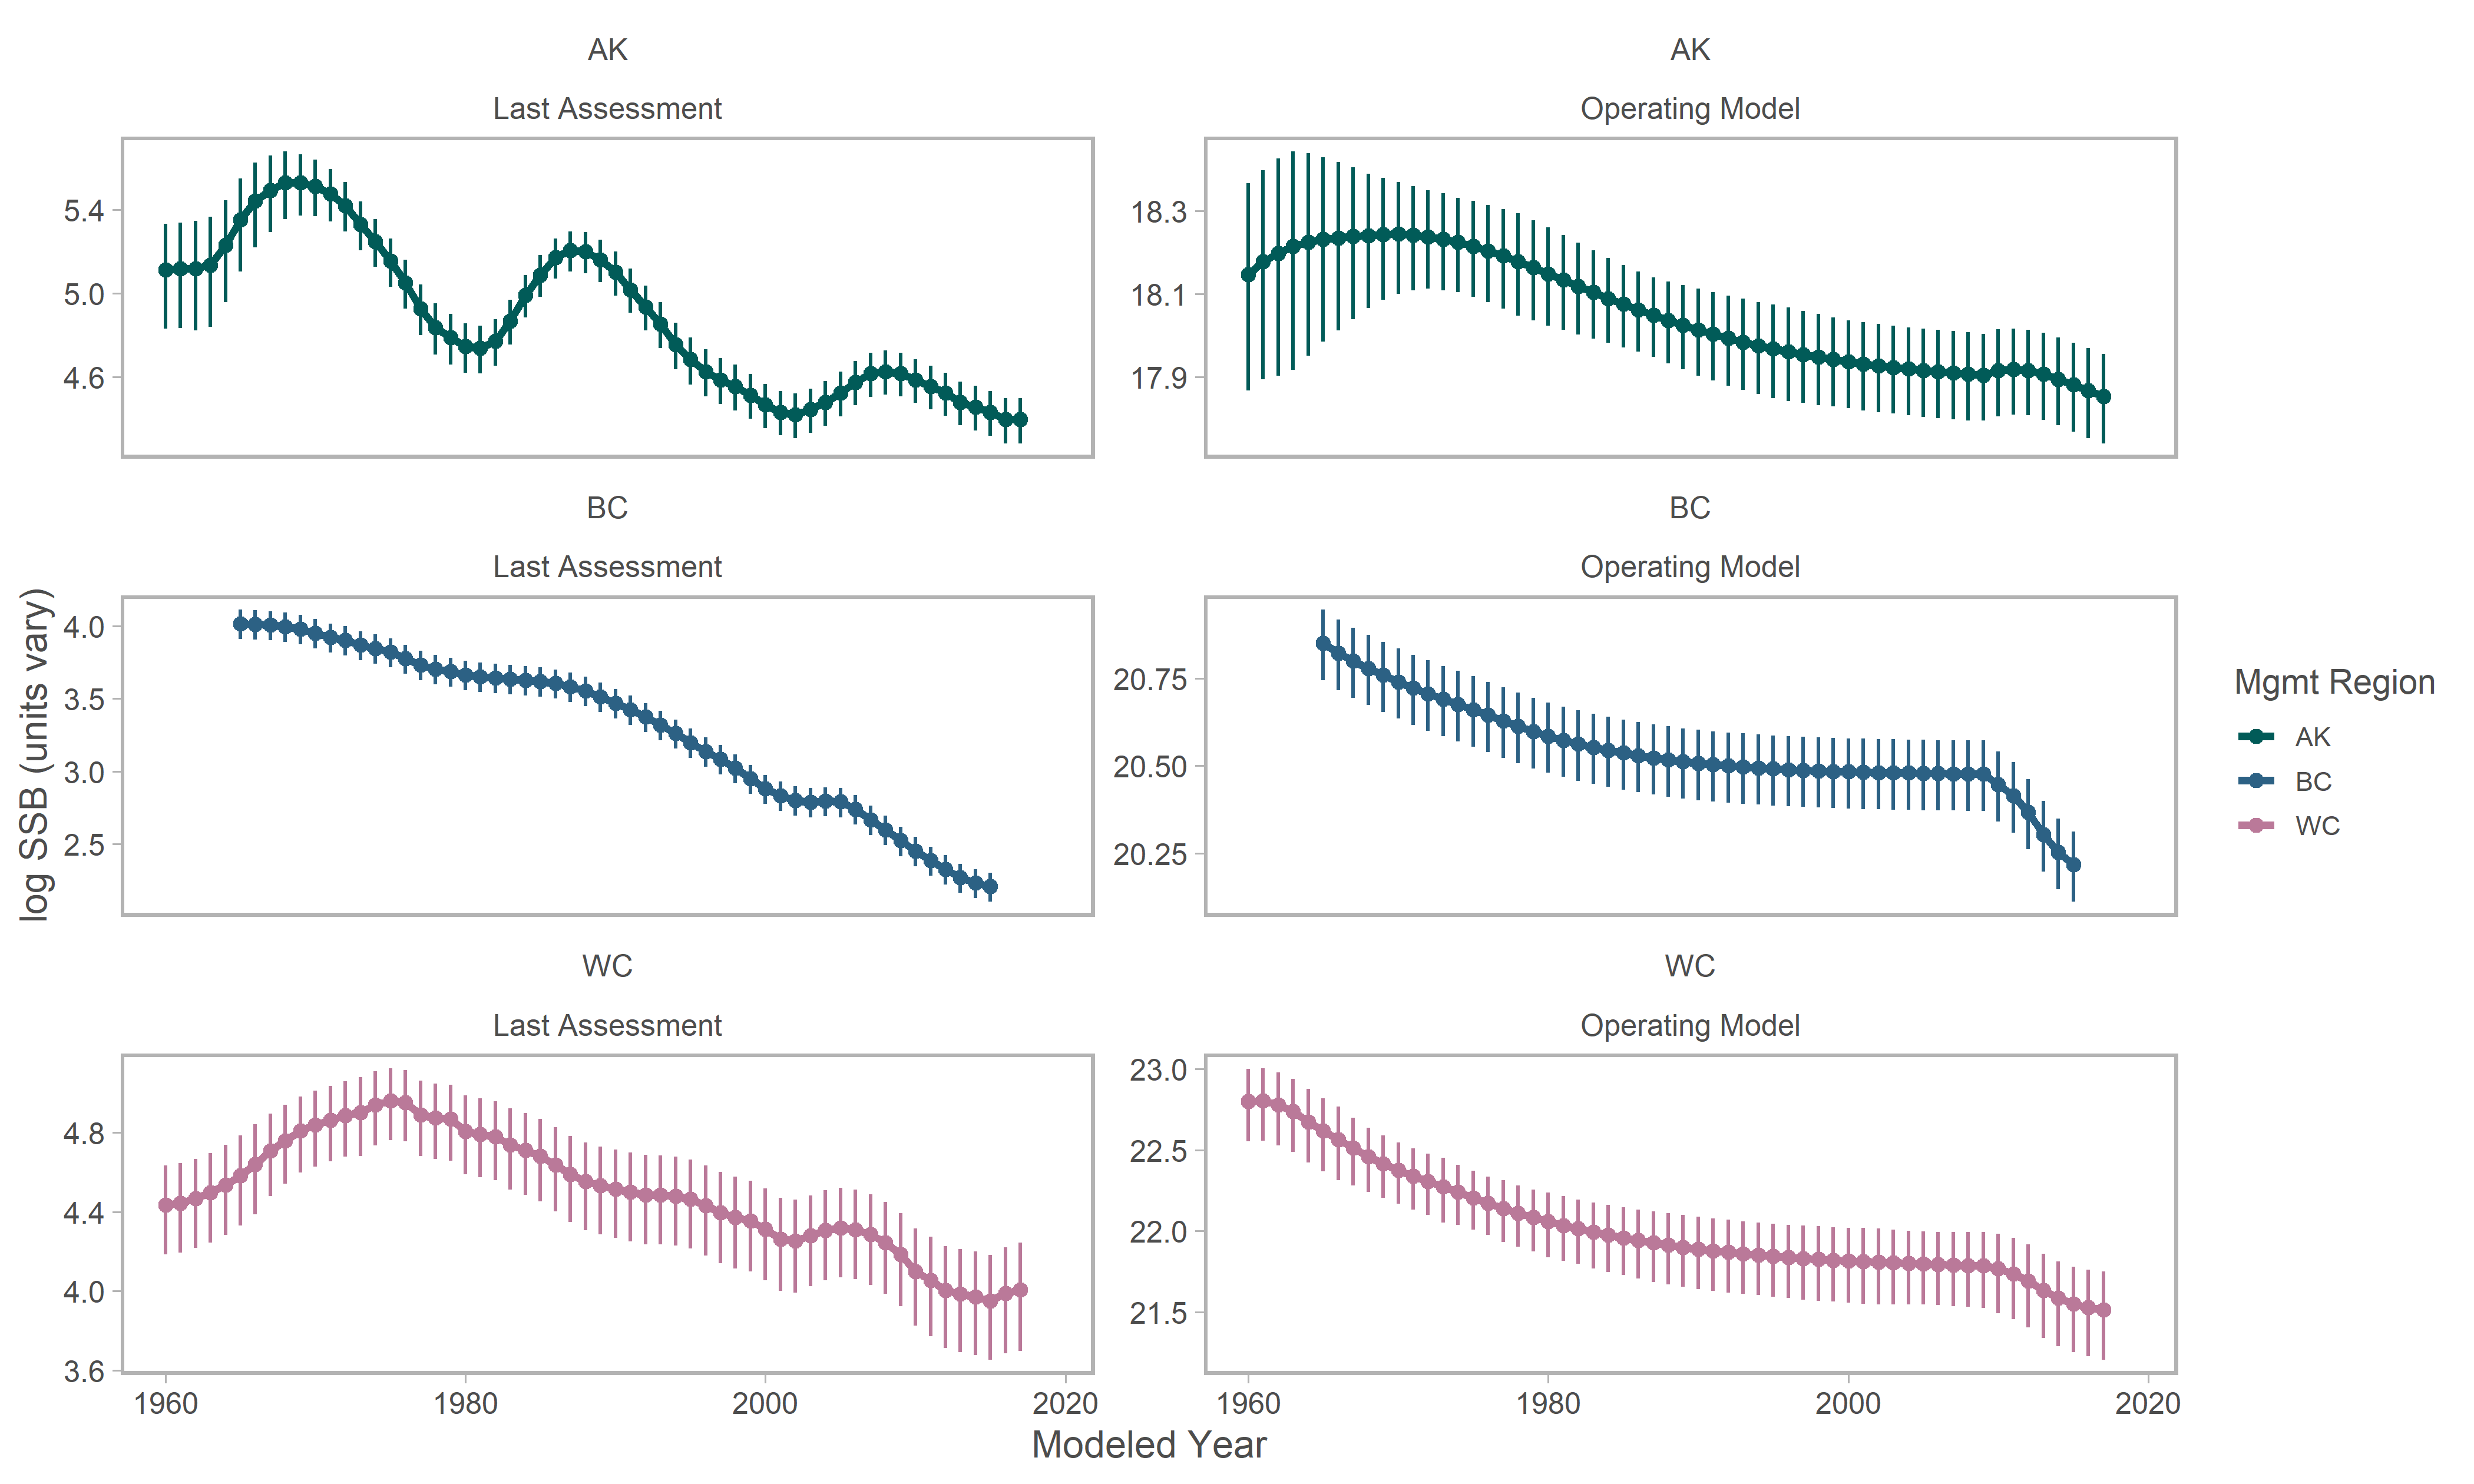 AK
Last Assessment
5.4
5.0
4.6
AK
Operating Model
18.3
18.1
17.9
BC
Last Assessment
4.0
3.5
3.0
2.5
BC
Operating Model
20.75
20.50
20.25
WC
Last Assessment
4.8
4.4
4.0
3.6
1960 1980 2000 2020
WC
Operating Model
23.0
22.5
22.0
21.5
1960 1980 2000 2020
log SSB (units vary)
Modeled Year
Mgmt Region
AK
BC
WC